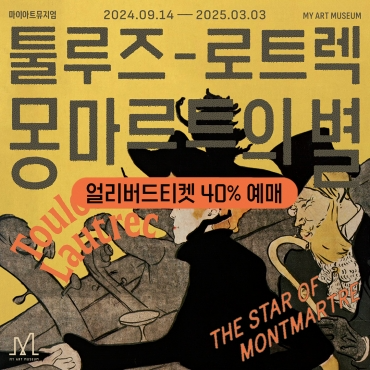 마이아트뮤지엄 2024.09.14 — 2025.03.03 MY ART MUSEUM
툴루즈-로트렉
몽마르트의 별
얼리버드티켓 40% 예매
Toulouse
Lautrec
THE STAR OF
MONTMARTRE
M
MY ART MUSEUM